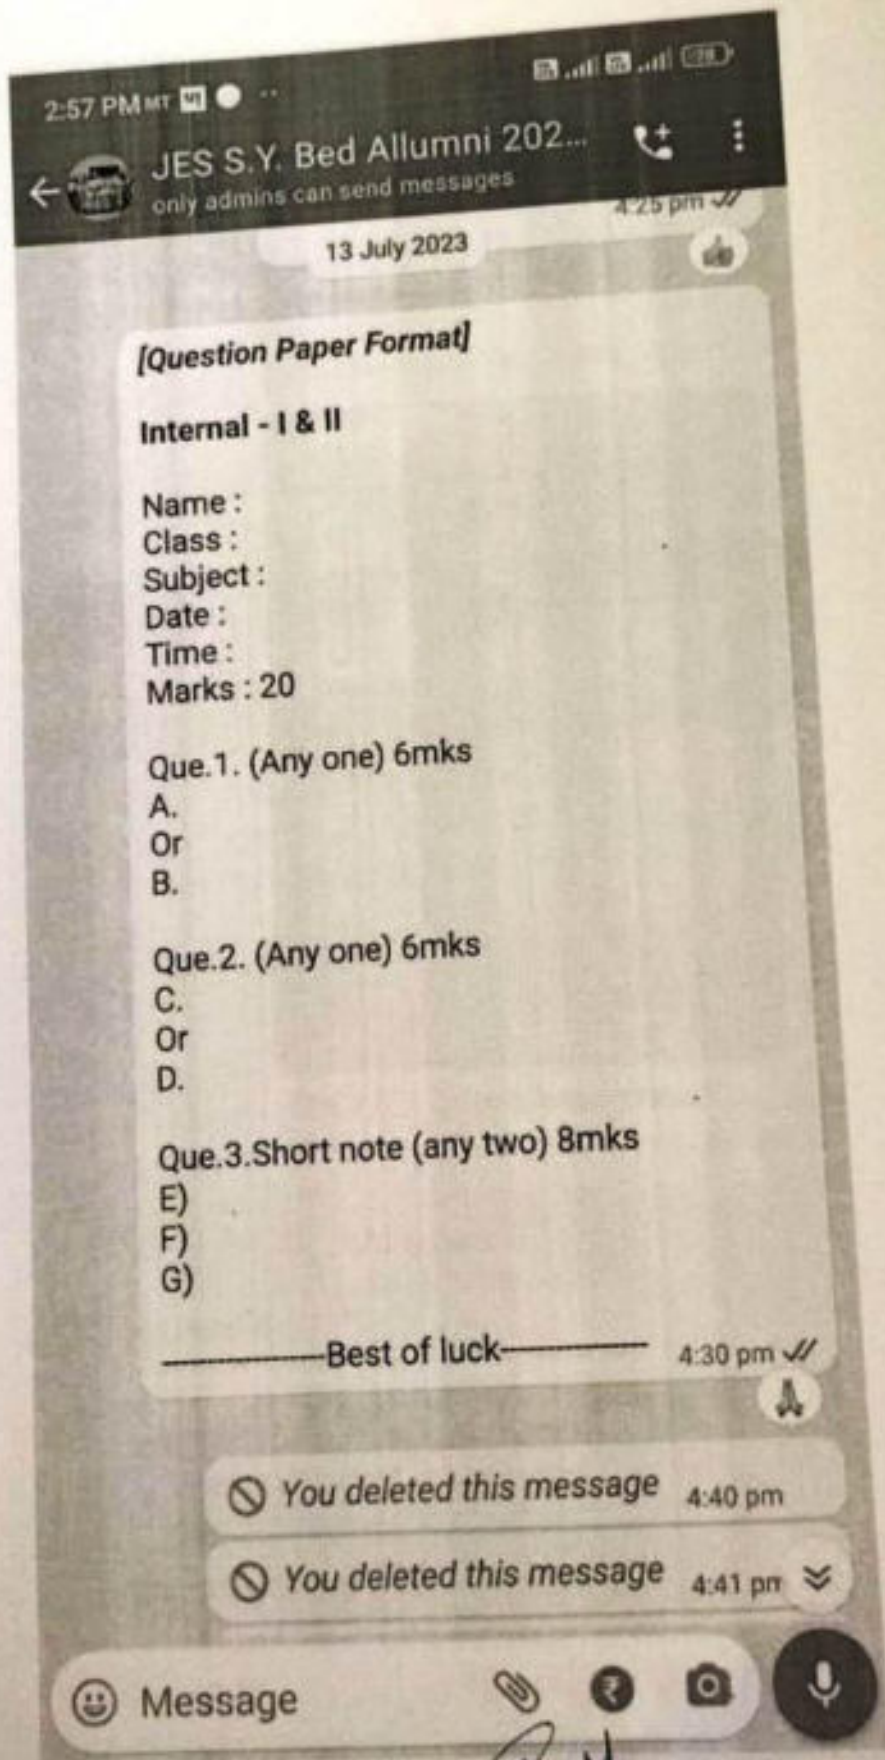 2:57 PM MT
JES S.Y. Bed Allumni 202...
only admins can send messages
4:25 pm
13 July 2023
[Question Paper Format]
Internal - I & II
Name :
Class :
Subject :
Date :
Time :
Marks : 20
Que.1. (Any one) 6mks
A.
Or
B.
Que.2. (Any one) 6mks
C.
Or
D.
Que.3.Short note (any two) 8mks
E)
F)
G)
---------------Best of luck--------------- 4:30 pm
You deleted this message 4:40 pm
You deleted this message 4:41 pm
Message